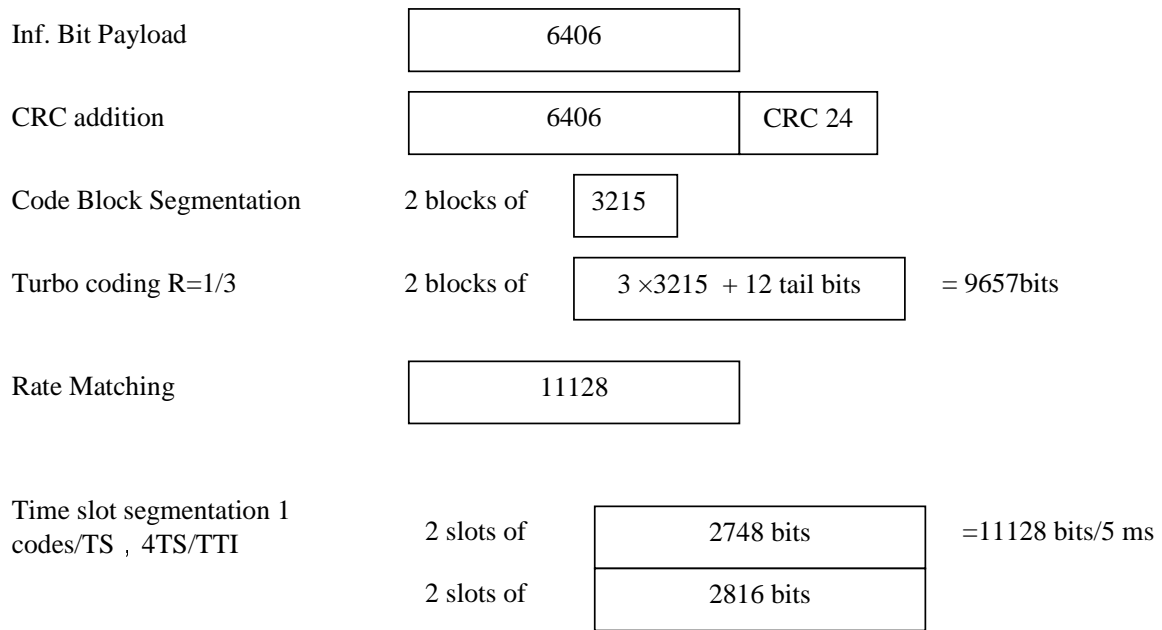 Inf. Bit Payload 6406
CRC addition 6406 CRC 24
Code Block Segmentation 2 blocks of 3215
Turbo coding R=1/3 2 blocks of 3 ×3215 + 12 tail bits = 9657bits
Rate Matching 11128
Time slot segmentation 1
codes/TS , 4TS/TTI 2 slots of 2748 bits =11128 bits/5 ms
2 slots of 2816 bits